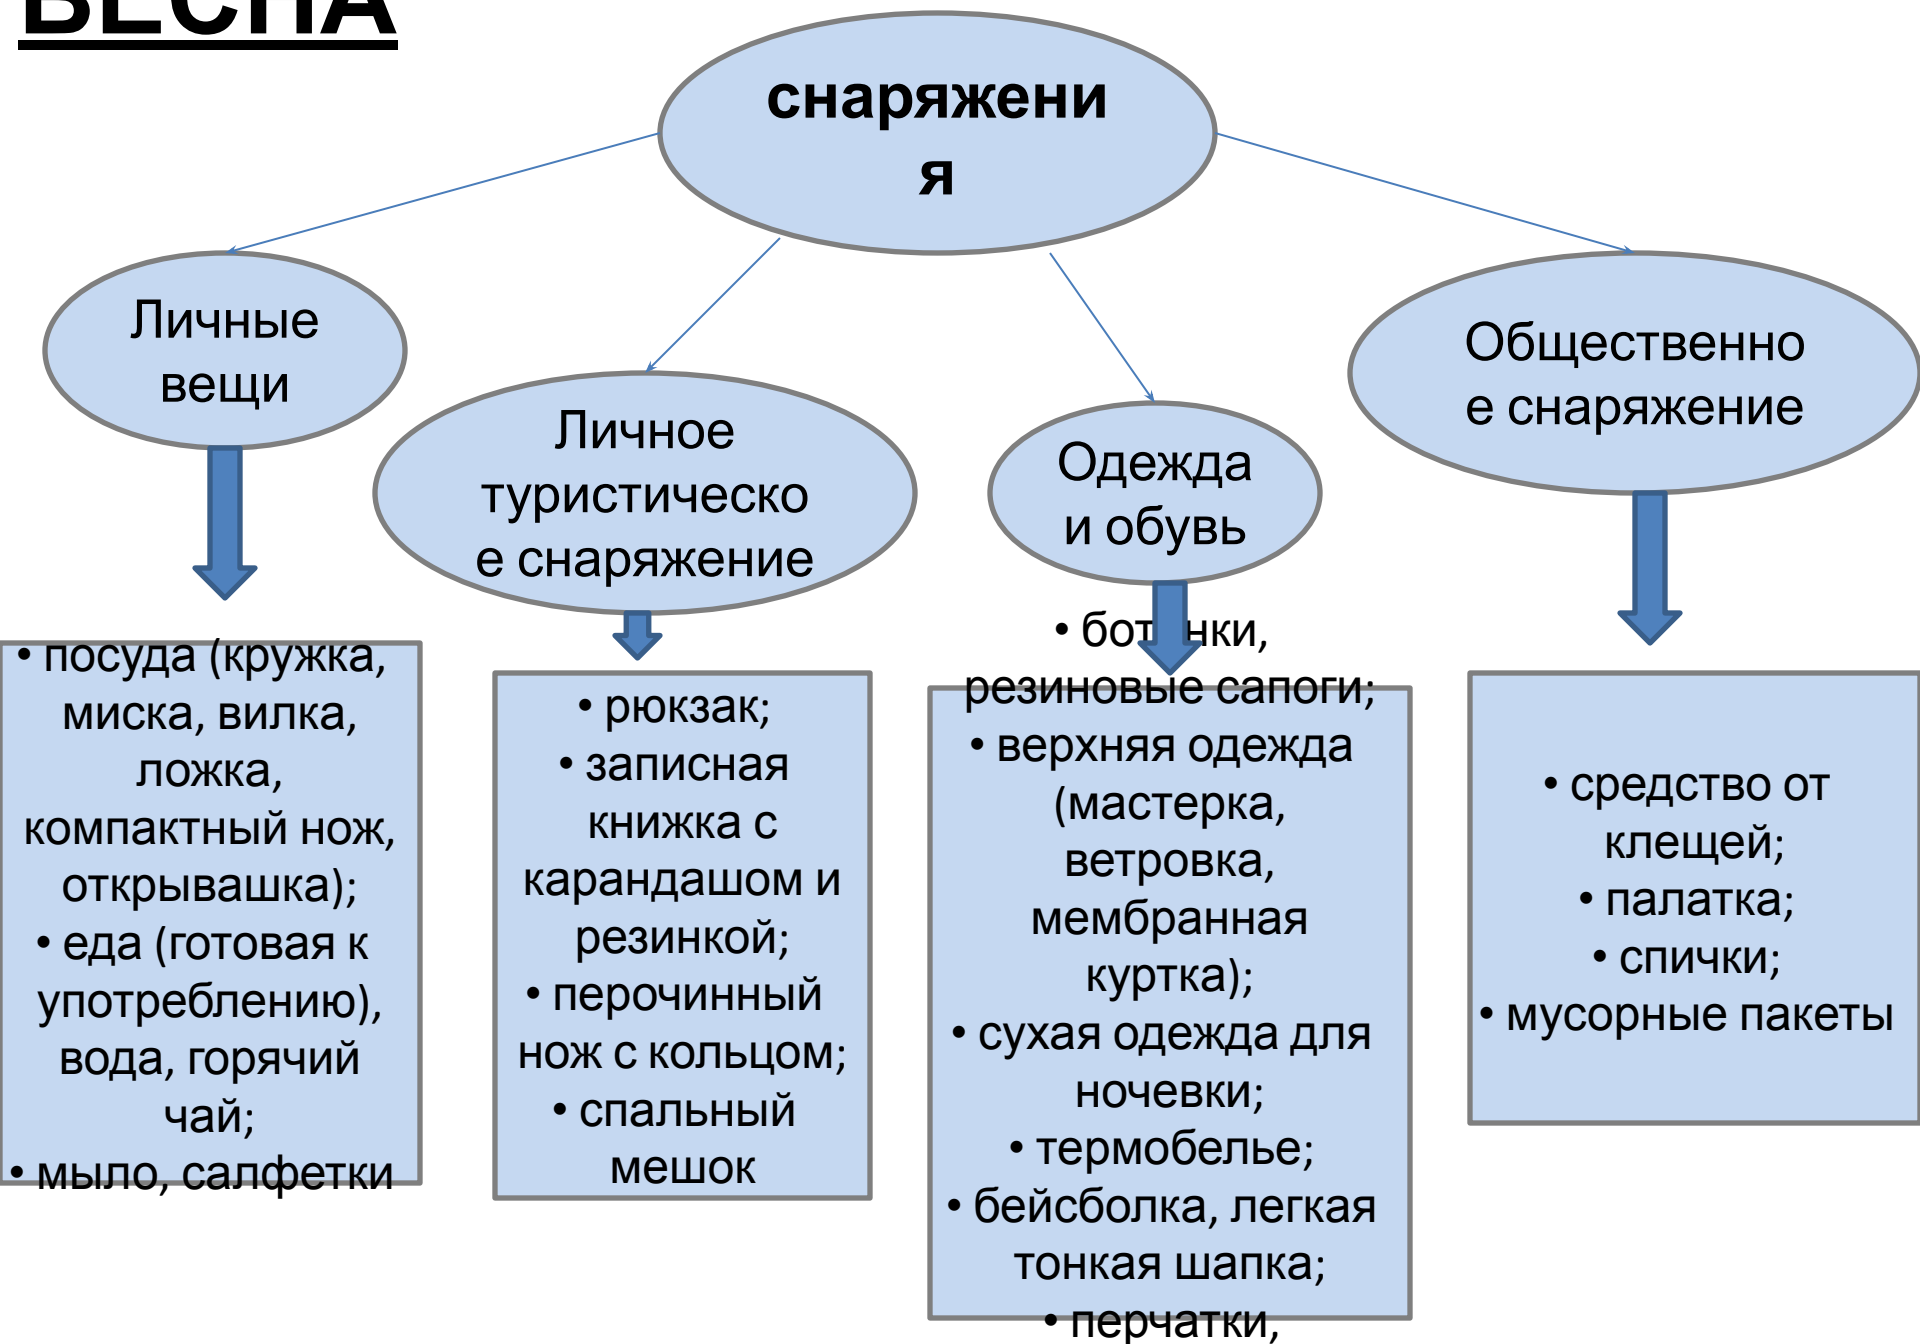 ВЕСНА
снаряжени
я
Личные
вещи
Личное
туристическо
е снаряжение
Одежда
и обувь
Общественно
е снаряжение
• посуда (кружка,
миска, вилка,
ложка,
компактный нож,
открывашка);
• еда (готовая к
употреблению),
вода, горячий
чай;
• мыло, салфетки
• рюкзак;
• записная
книжка с
карандашом и
резинкой;
• перочинный
нож с кольцом;
• спальный
мешок
• ботинки,
резиновые сапоги;
• верхняя одежда
(мастерка,
ветровка,
мембранная
куртка);
• сухая одежда для
ночевки;
• термобелье;
• бейсболка, легкая
тонкая шапка;
• перчатки,
• средство от
клещей;
• палатка;
• спички;
• мусорные пакеты